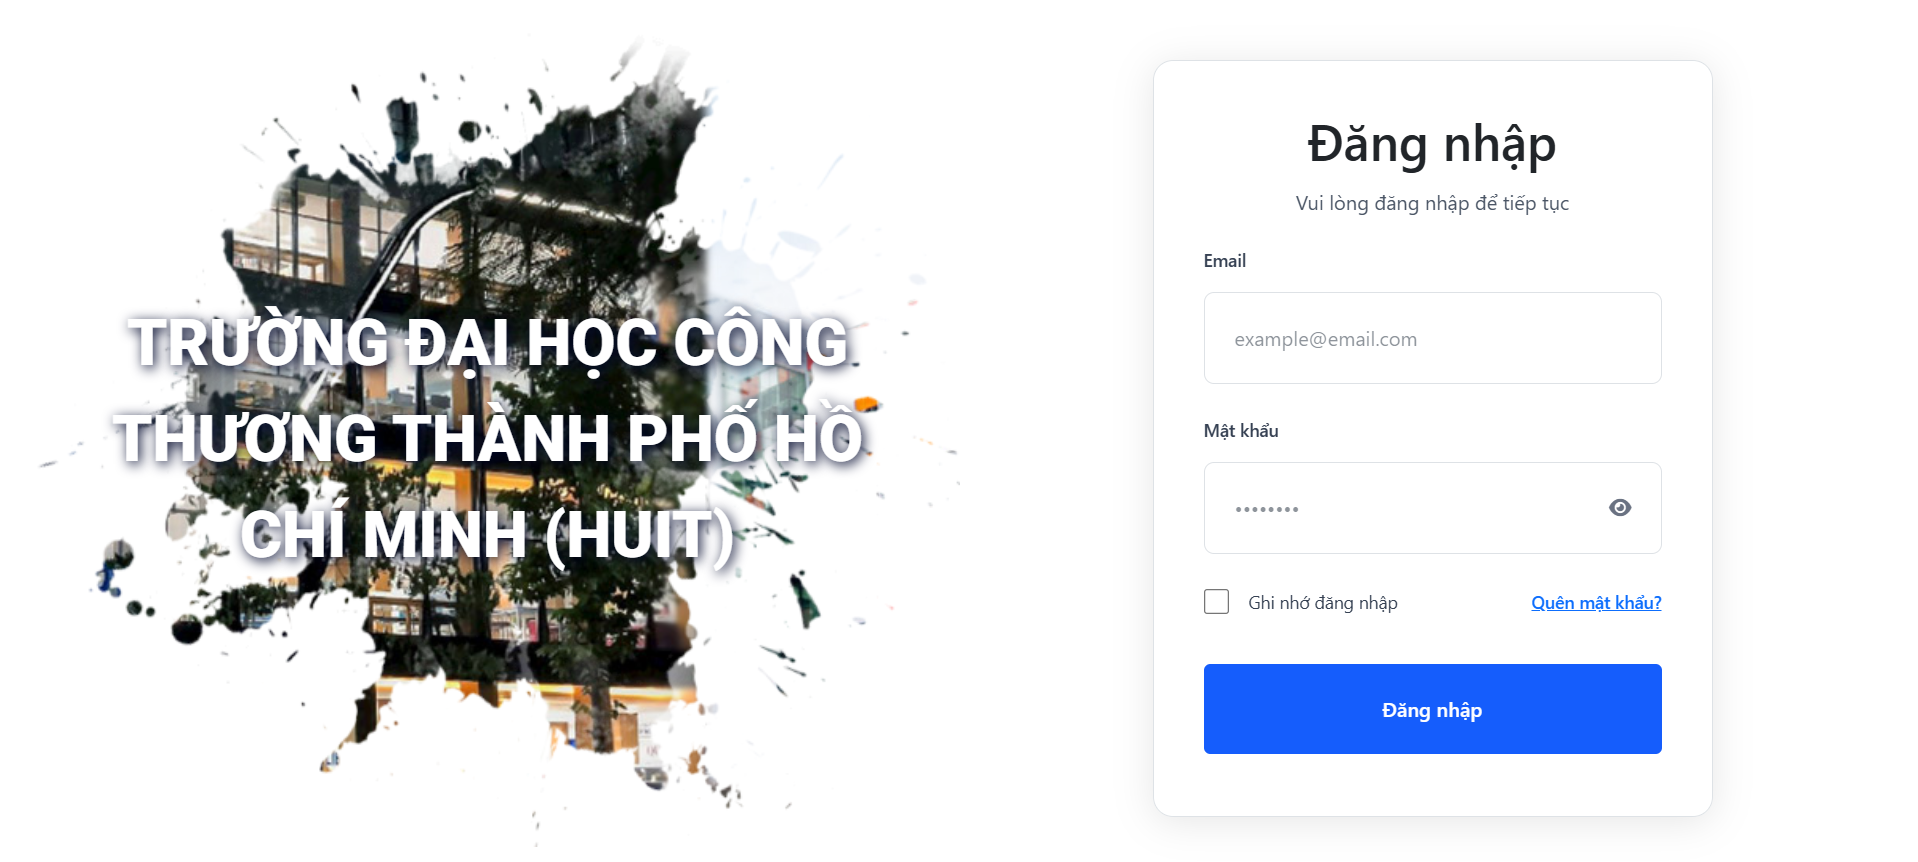 TRƯỜNG ĐẠI HỌC CÔNG
THƯƠNG THÀNH PHỐ HỒ
CHÍ MINH (HUIT)
Đăng nhập
Vui lòng đăng nhập để tiếp tục
Email
example@email.com
Mật khẩu
••••••••
Ghi nhớ đăng nhập
Quên mật khẩu?
Đăng nhập